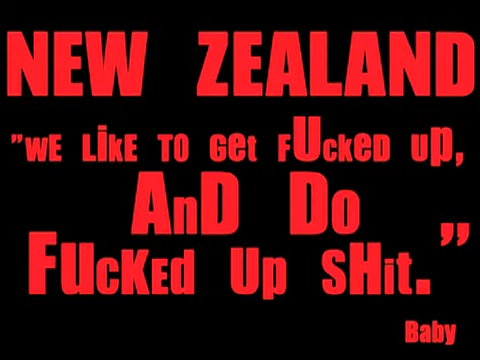 NEW ZEALAND
"WE LiKE TO Get FUcKED Up,
AnD Do
FUcKEd Up SHit."
Baby